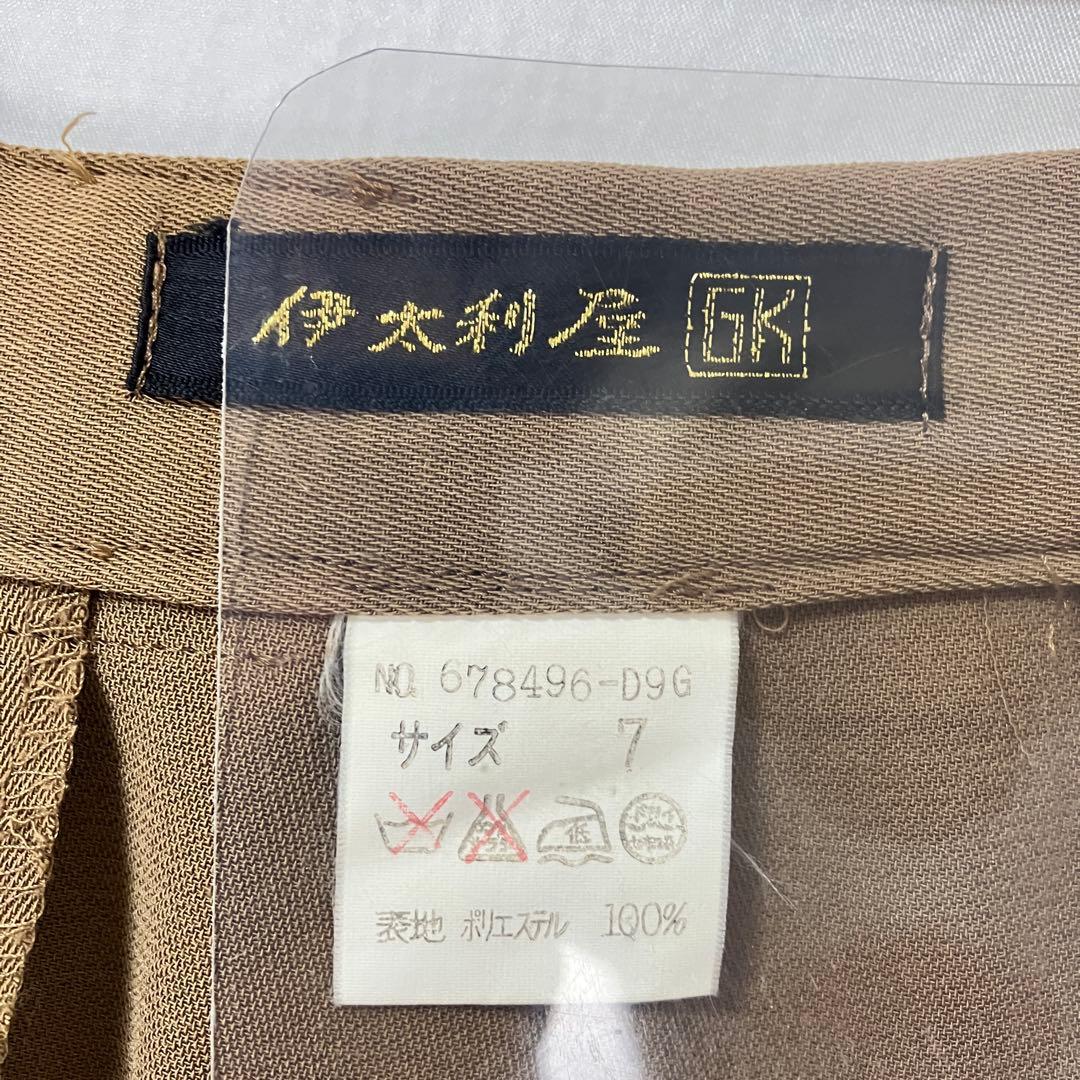 伊太利屋 GK
NO. 678496-D9G
サイズ 7
低
表地 ポリエステル 100%